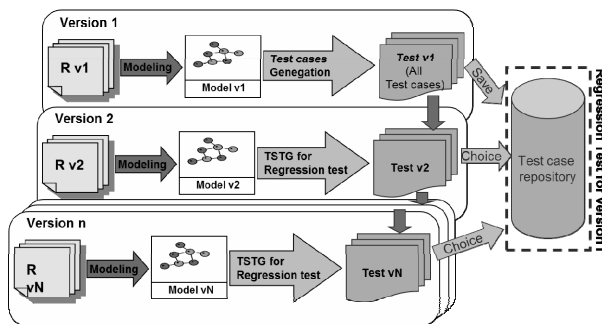 Version 1
R v1
Modeling
Model v1
Test cases
Genegation
Test v1
(All
Test cases)
Save
Version 2
R v2
Modeling
Model v2
TSTG for
Regression test
Test v2
Choice
Test case
repository
Regression Test for Version
Version n
R
vN
Modeling
Model vN
TSTG for
Regression test
Test vN
Choice